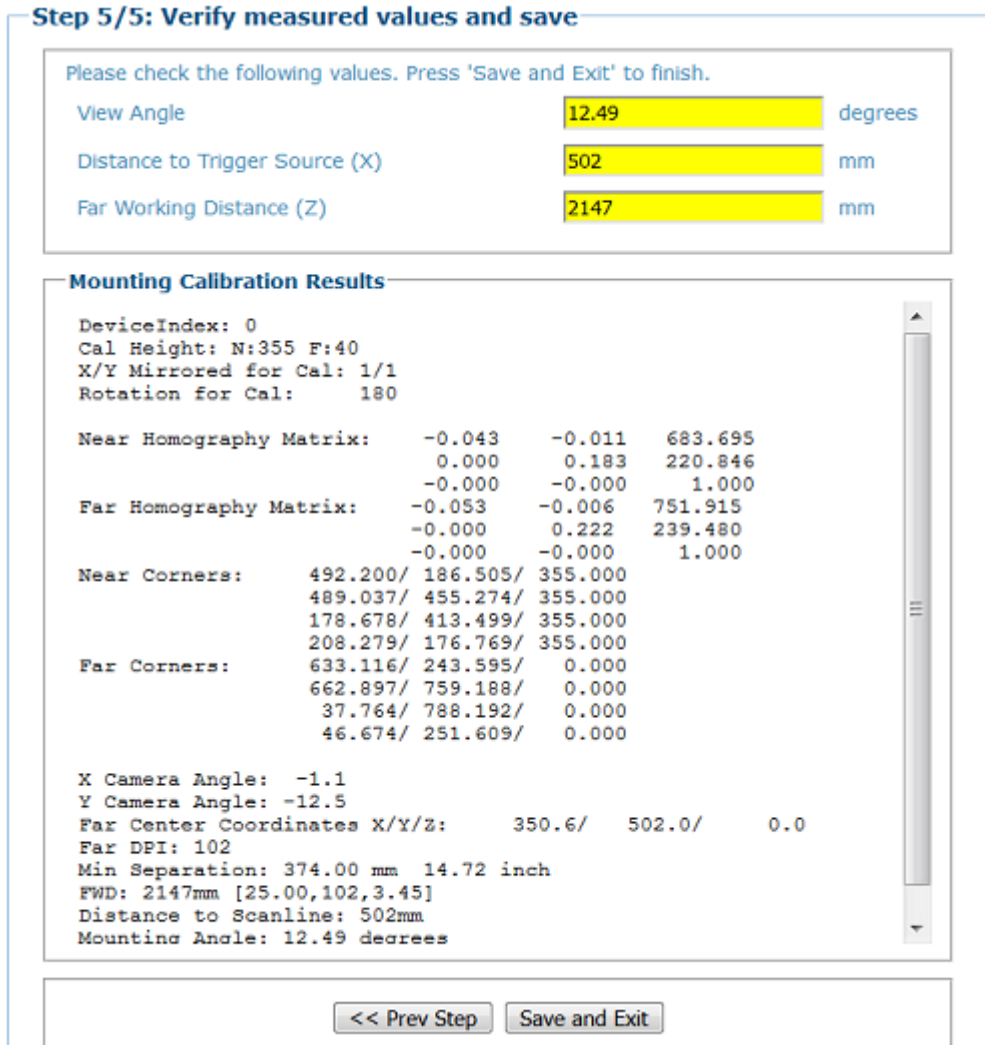 Step 5/5: Verify measured values and save
Please check the following values. Press 'Save and Exit' to finish.
View Angle 12.49 degrees
Distance to Trigger Source (X) 502 mm
Far Working Distance (Z) 2147 mm
Mounting Calibration Results
DeviceIndex: 0
Cal Height: N:355 F:40
X/Y Mirrored for Cal: 1/1
Rotation for Cal: 180
Near Homography Matrix: -0.043 -0.011 683.695
0.000 0.183 220.846
-0.000 -0.000 1.000
Far Homography Matrix: -0.053 -0.006 751.915
-0.000 0.222 239.480
-0.000 -0.000 1.000
Near Corners: 492.200/ 186.505/ 355.000
489.037/ 455.274/ 355.000
178.678/ 413.499/ 355.000
208.279/ 176.769/ 355.000
Far Corners: 633.116/ 243.595/ 0.000
662.897/ 759.188/ 0.000
37.764/ 788.192/ 0.000
46.674/ 251.609/ 0.000
X Camera Angle: -1.1
Y Camera Angle: -12.5
Far Center Coordinates X/Y/Z: 350.6/ 502.0/ 0.0
Far DPI: 102
Min Separation: 374.00 mm 14.72 inch
FWD: 2147mm [25.00,102,3.45]
Distance to Scanline: 502mm
Mounting Angle: 12.49 degrees
<< Prev Step Save and Exit